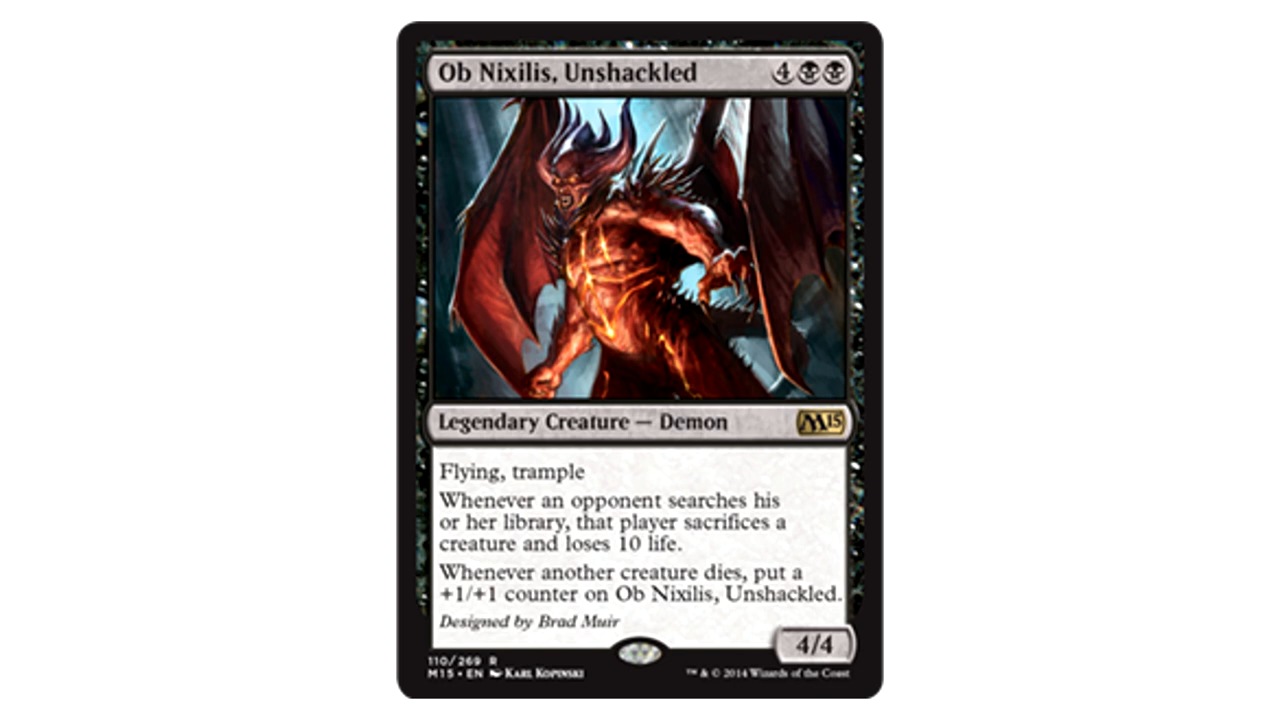 Ob Nixilis, Unshackled 4
Legendary Creature — Demon M15
Flying, trample
Whenever an opponent searches his
or her library, that player sacrifices a
creature and loses 10 life.
Whenever another creature dies, put a
+1/+1 counter on Ob Nixilis, Unshackled.
Designed by Brad Muir
4/4
110/269 R
M15 • EN Karl Kopinski ™ & © 2014 Wizards of the Coast